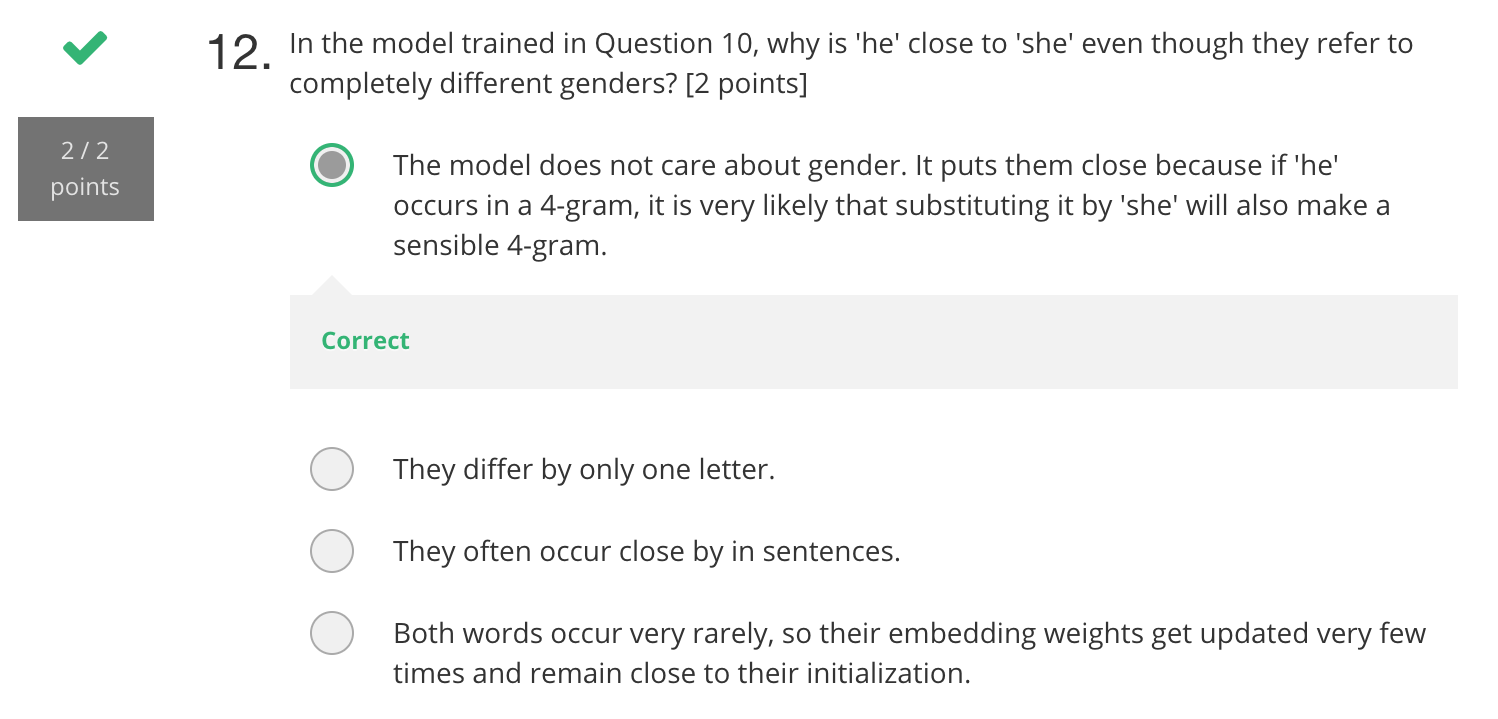 12. In the model trained in Question 10, why is 'he' close to 'she' even though they refer to
completely different genders? [2 points]
2 / 2
points
The model does not care about gender. It puts them close because if 'he'
occurs in a 4-gram, it is very likely that substituting it by 'she' will also make a
sensible 4-gram.
Correct
They differ by only one letter.
They often occur close by in sentences.
Both words occur very rarely, so their embedding weights get updated very few
times and remain close to their initialization.